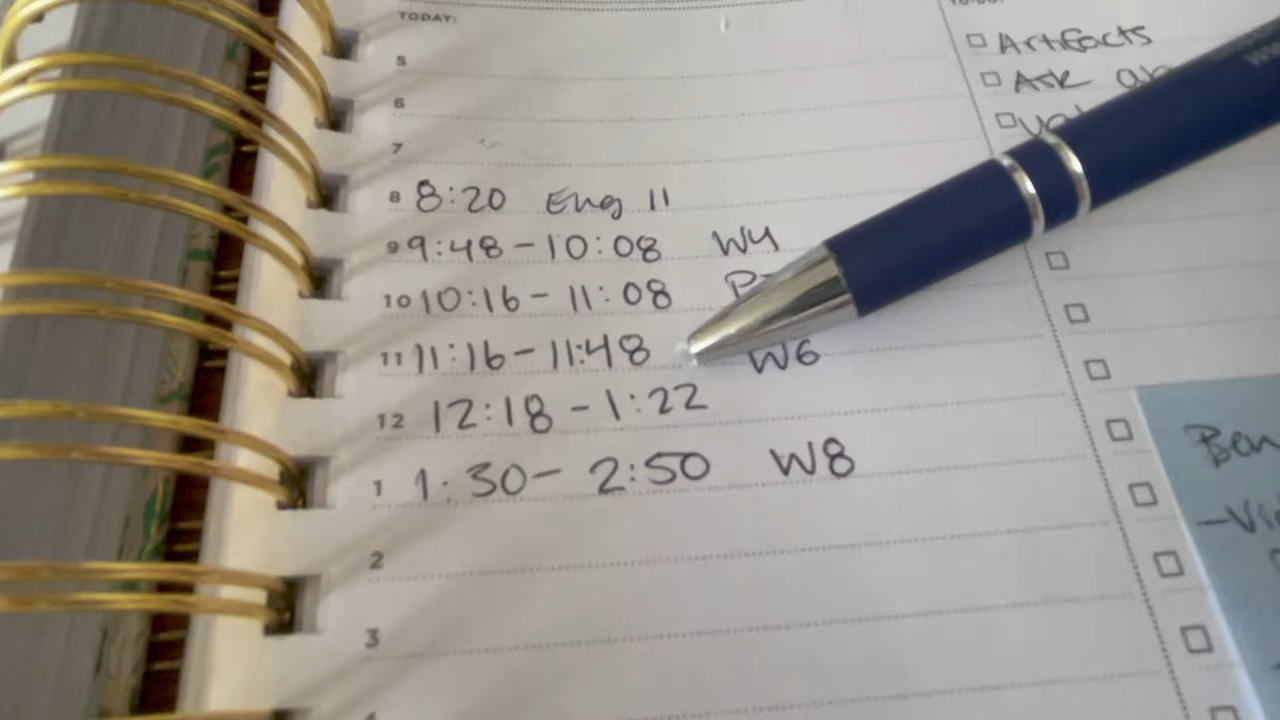 TODAY:
5
6
7
8 8:20 Eng 11
9 9:48 - 10:08 W4
10 10:16 - 11:08
11 11:16 - 11:48 W6
12 12:18 - 1:22
1 1:30 - 2:50 W8
2
3
□ Artifacts
□ Ask
□
□
□
□
□
□
□
□